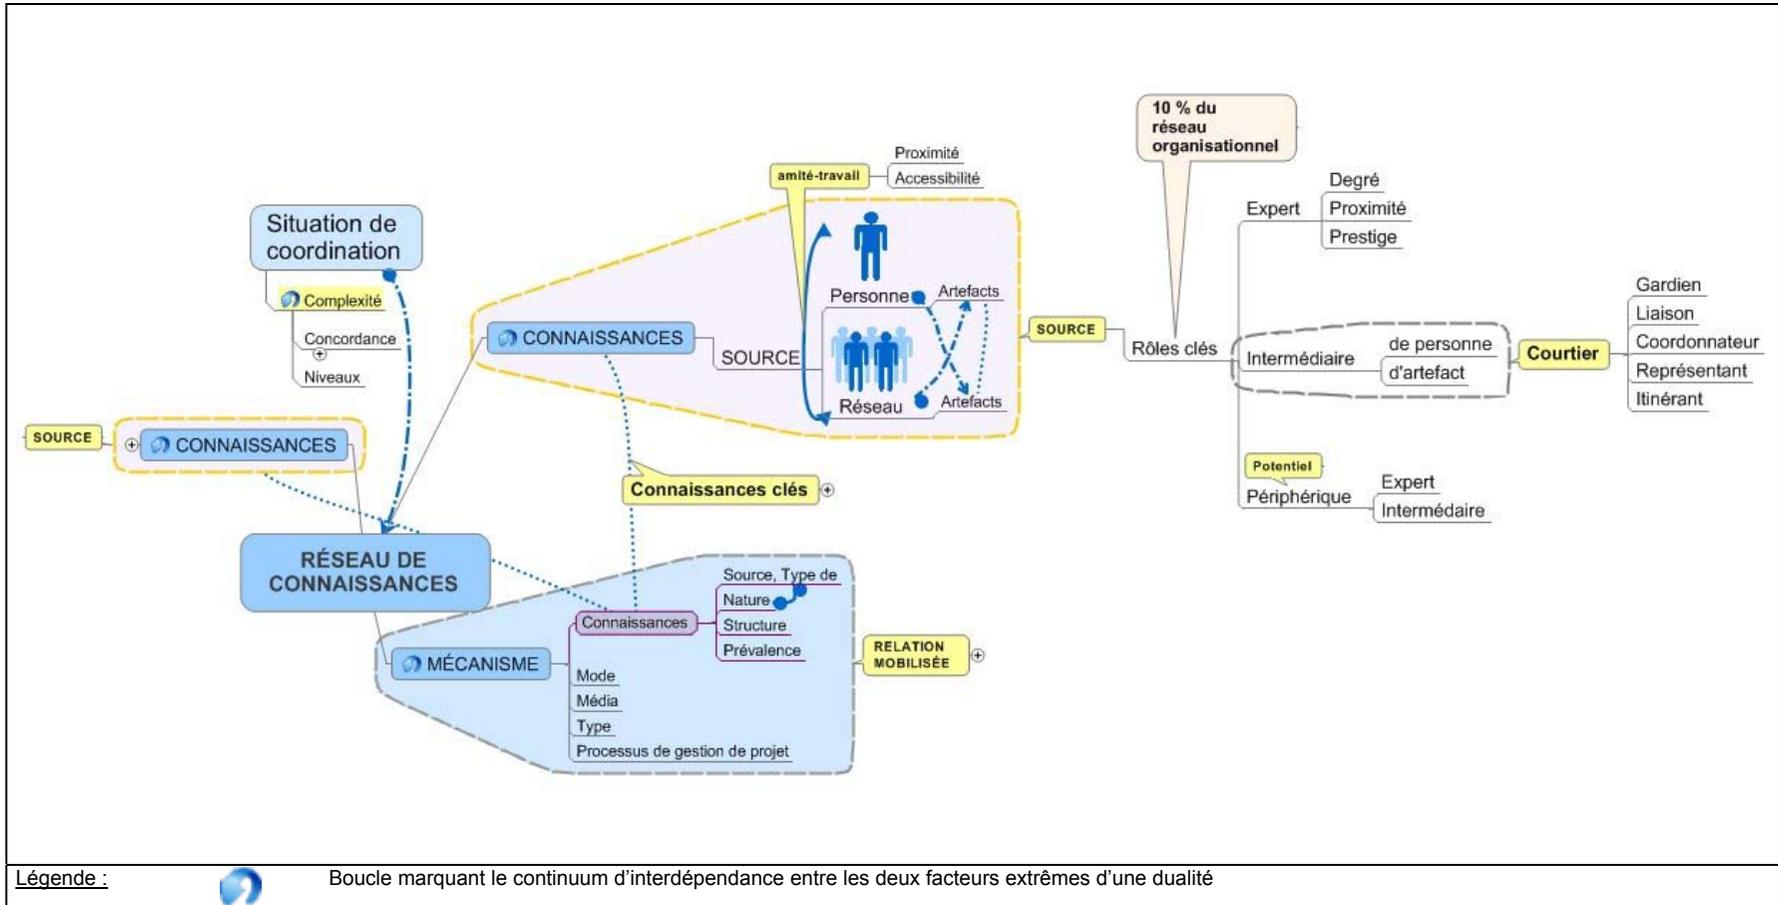 10 % du
réseau
organisationnel
Proximité
amité-travail
Accessibilité
Situation de
coordination
Complexité
Concordance
Niveaux
CONNAISSANCES
SOURCE
Personne
Artefacts
Réseau
Artefacts
SOURCE
Rôles clés
Expert
Degré
Proximité
Prestige
Intermédiaire
de personne
d'artefact
Courtier
Gardien
Liaison
Coordonnateur
Représentant
Itinérant
Potentiel
Périphérique
Expert
Intermédaire
SOURCE
CONNAISSANCES
Connaissances clés
RÉSEAU DE
CONNAISSANCES
MÉCANISME
Connaissances
Source, Type de
Nature
Structure
Prévalence
Mode
Média
Type
Processus de gestion de projet
RELATION
MOBILISÉE
Légende :
Boucle marquant le continuum d’interdépendance entre les deux facteurs extrêmes d’une dualité